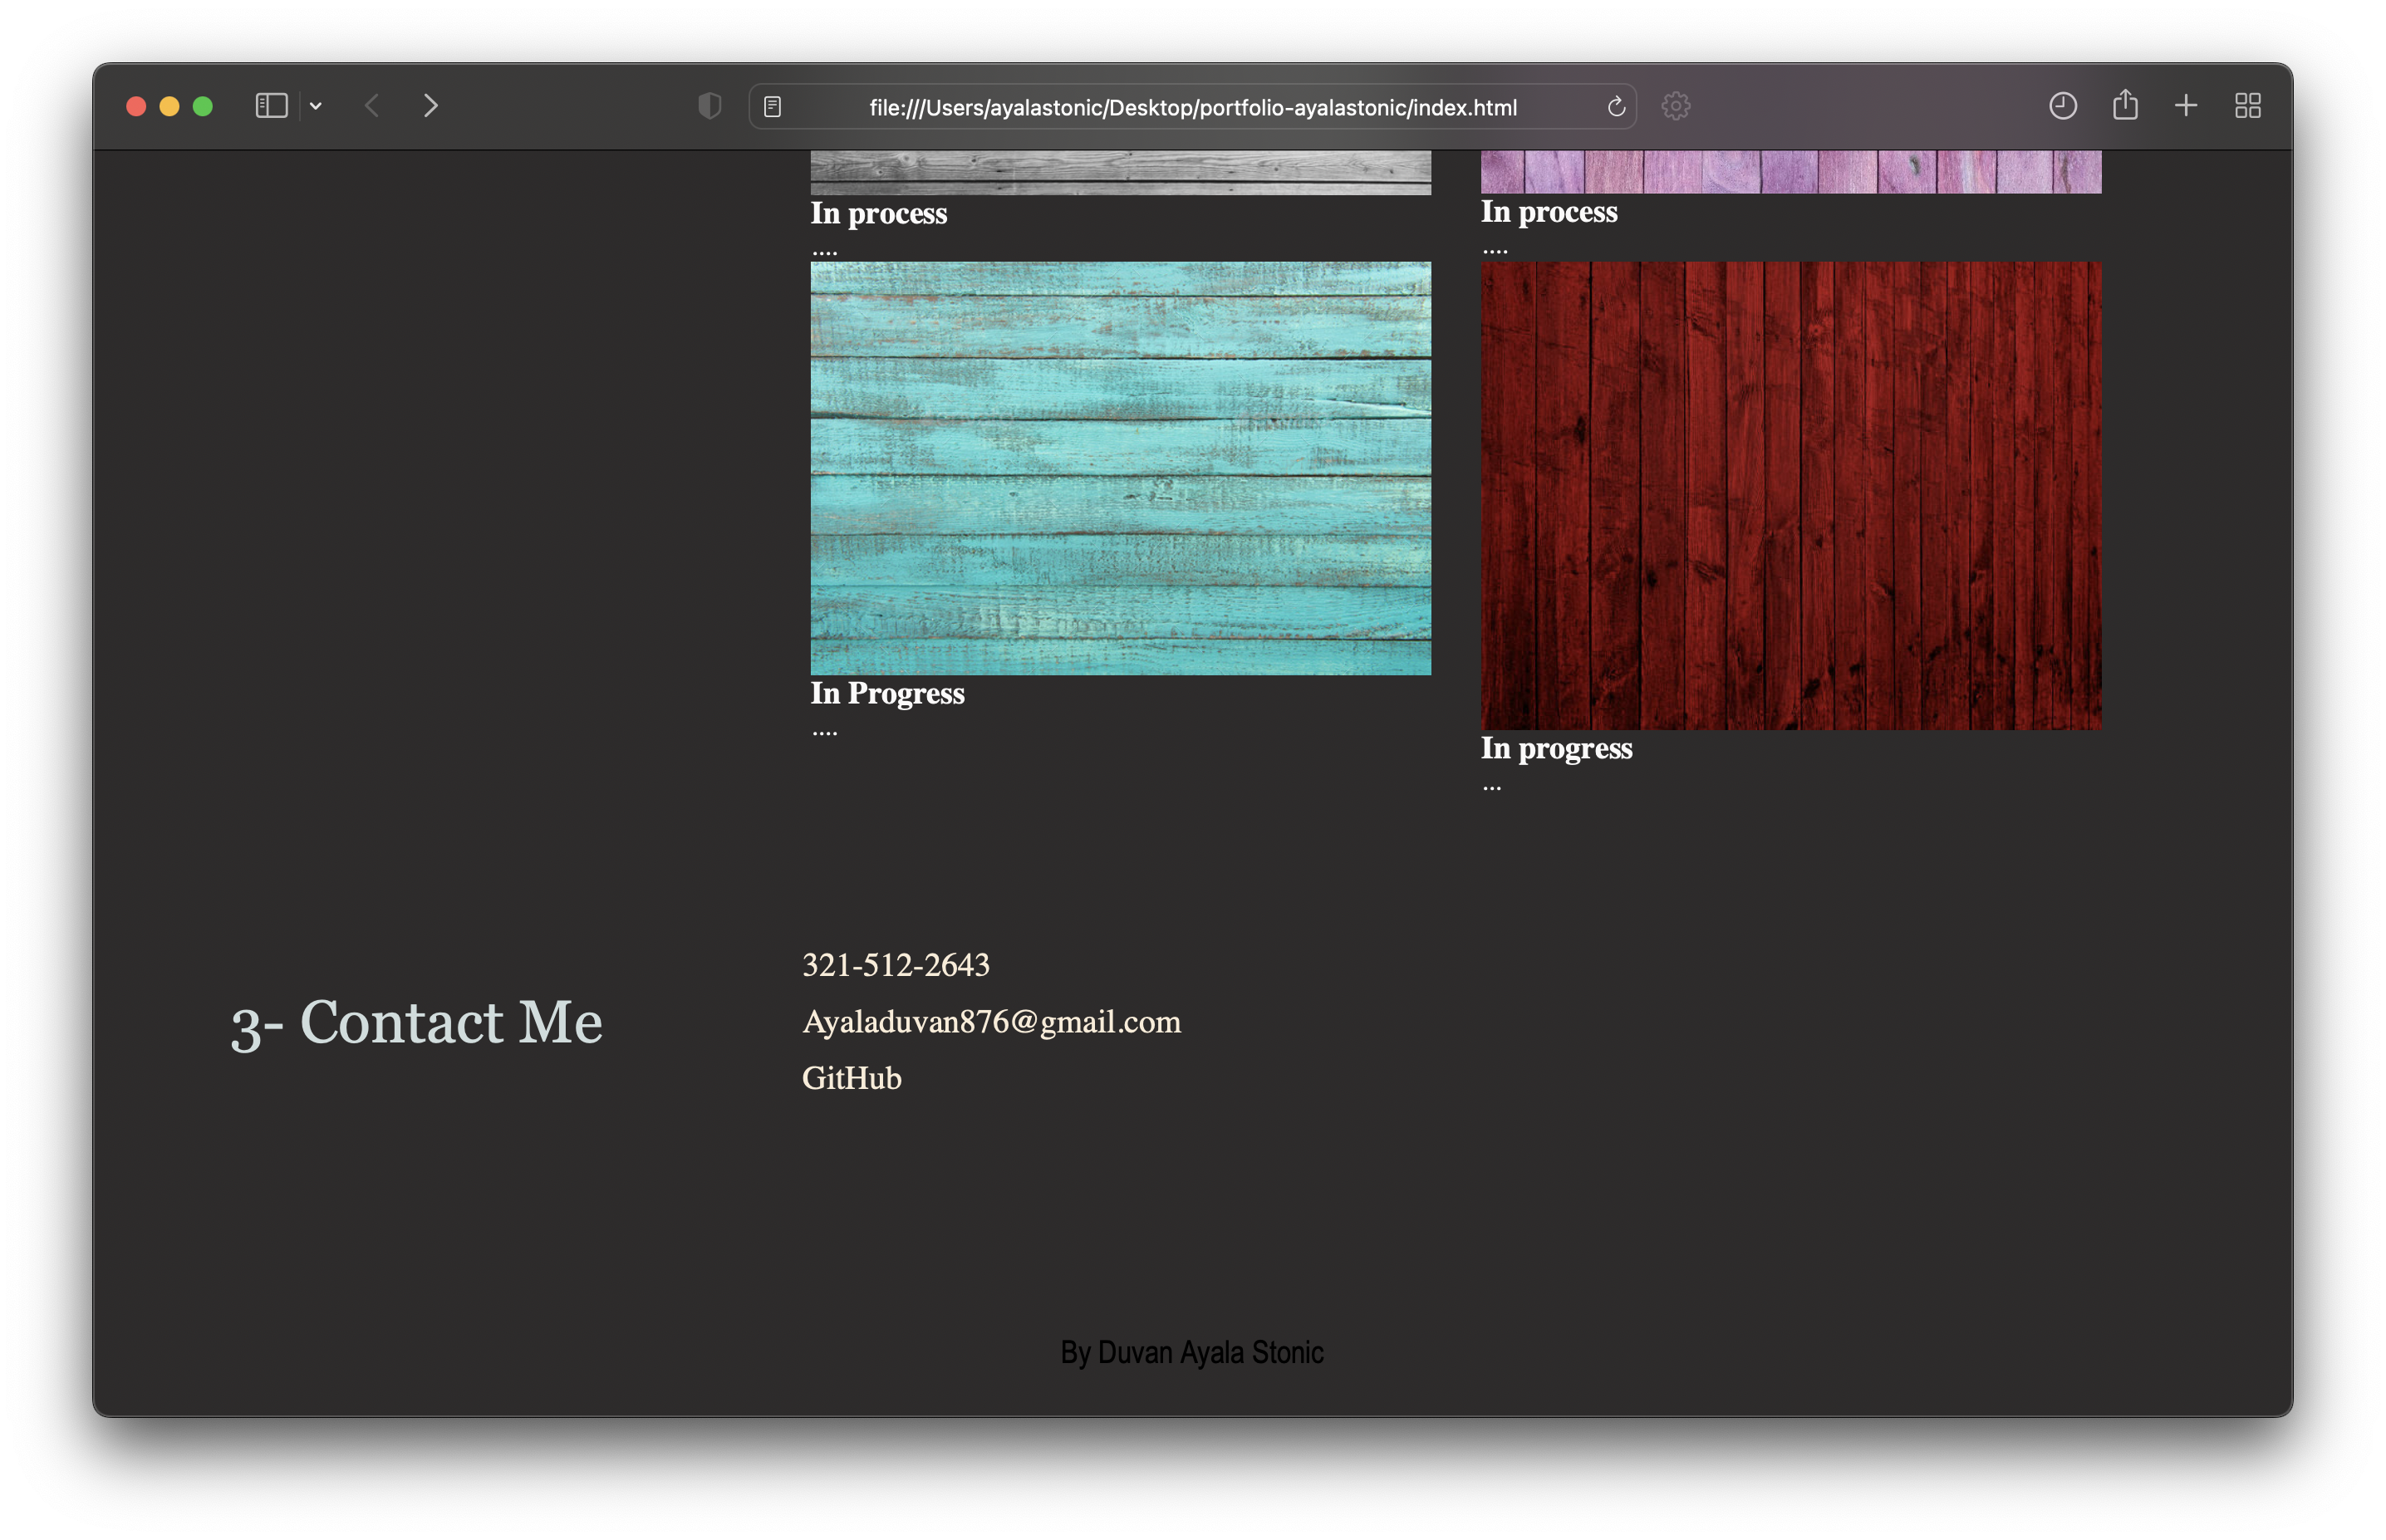 file:///Users/ayalastonic/Desktop/portfolio-ayalastonic/index.html
In process
....
In process
....
In Progress
....
In progress
...
3- Contact Me
321-512-2643
Ayaladuvan876@gmail.com
GitHub
By Duvan Ayala Stonic